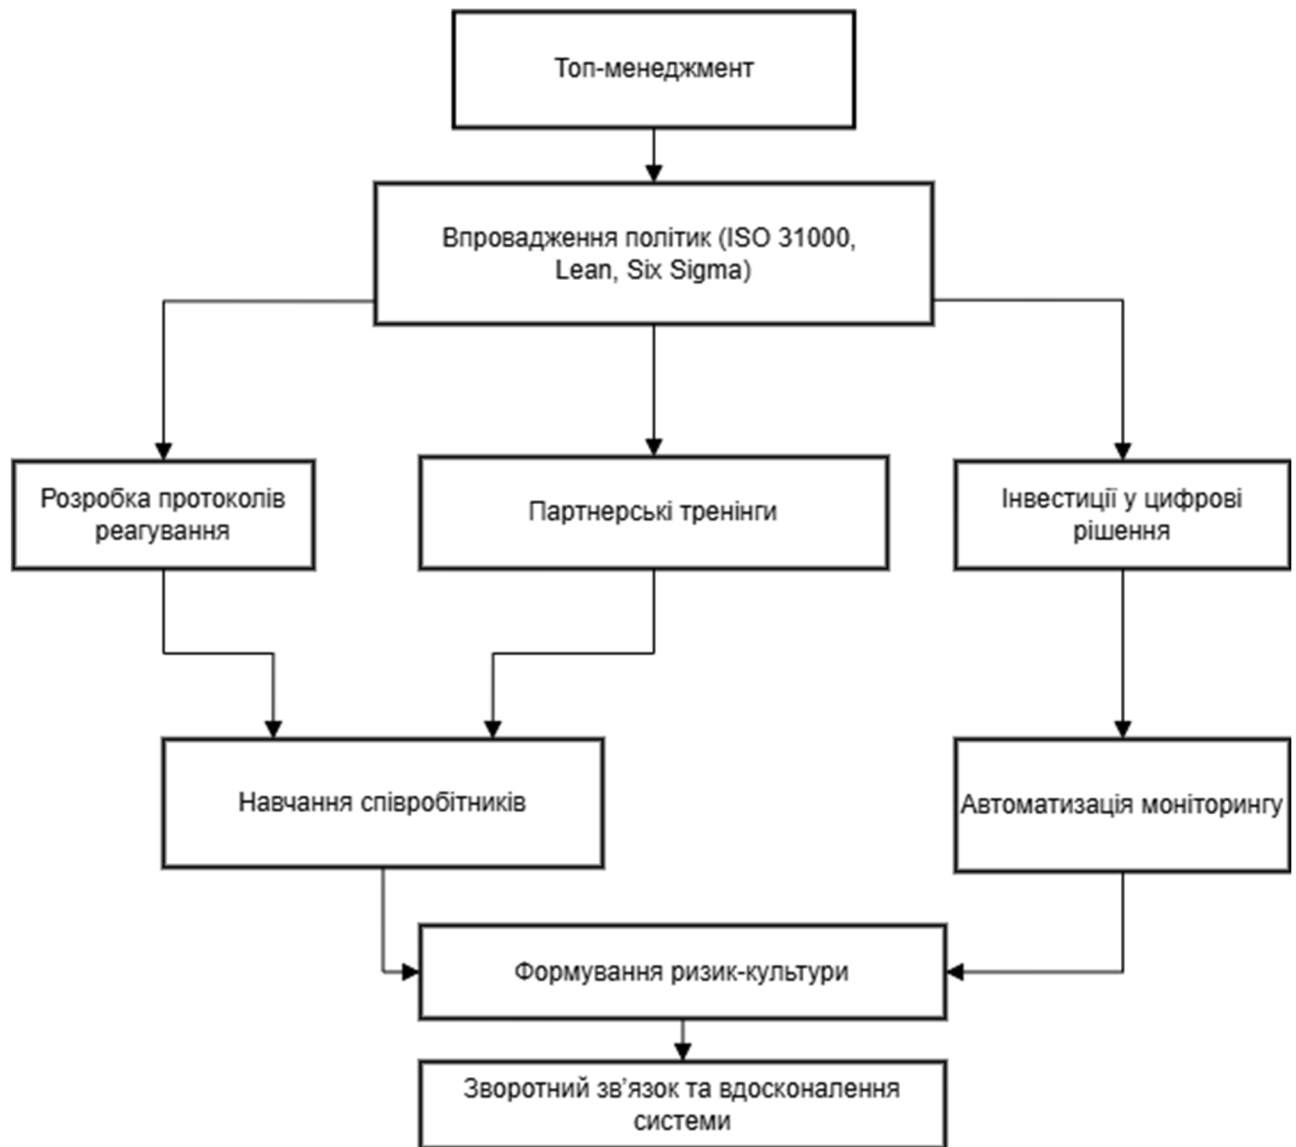 Топ-менеджмент
Впровадження політик (ISO 31000,
Lean, Six Sigma)
Розробка протоколів
реагування
Партнерські тренінги
Інвестиції у цифрові
рішення
Навчання співробітників
Автоматизація моніторингу
Формування ризик-культури
Зворотний зв’язок та вдосконалення
системи